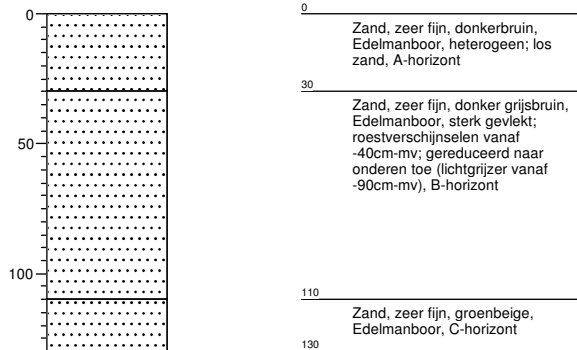 0
50
100
0
Zand, zeer fijn, donkerbruin,
Edelmanboor, heterogeen; los
zand, A-horizont
30
Zand, zeer fijn, donker grijsbruin,
Edelmanboor, sterk gevlekt;
roestverschijnselen vanaf
-40cm-mv; gereduceerd naar
onderen toe (lichtgrijzer vanaf
-90cm-mv), B-horizont
110
Zand, zeer fijn, groenbeige,
Edelmanboor, C-horizont
130